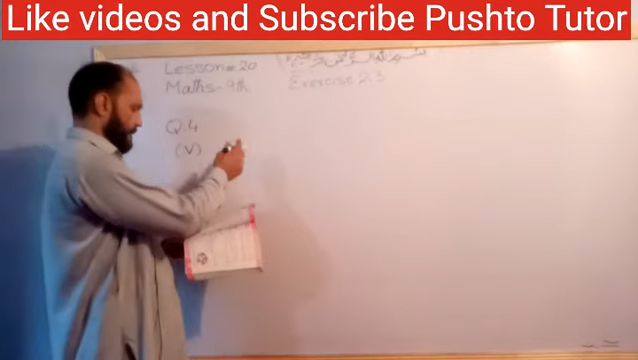 Like videos and Subscribe Pushto Tutor
Lesson = 20
Maths - 9th
Exercise 2.3
Q.4
(V)